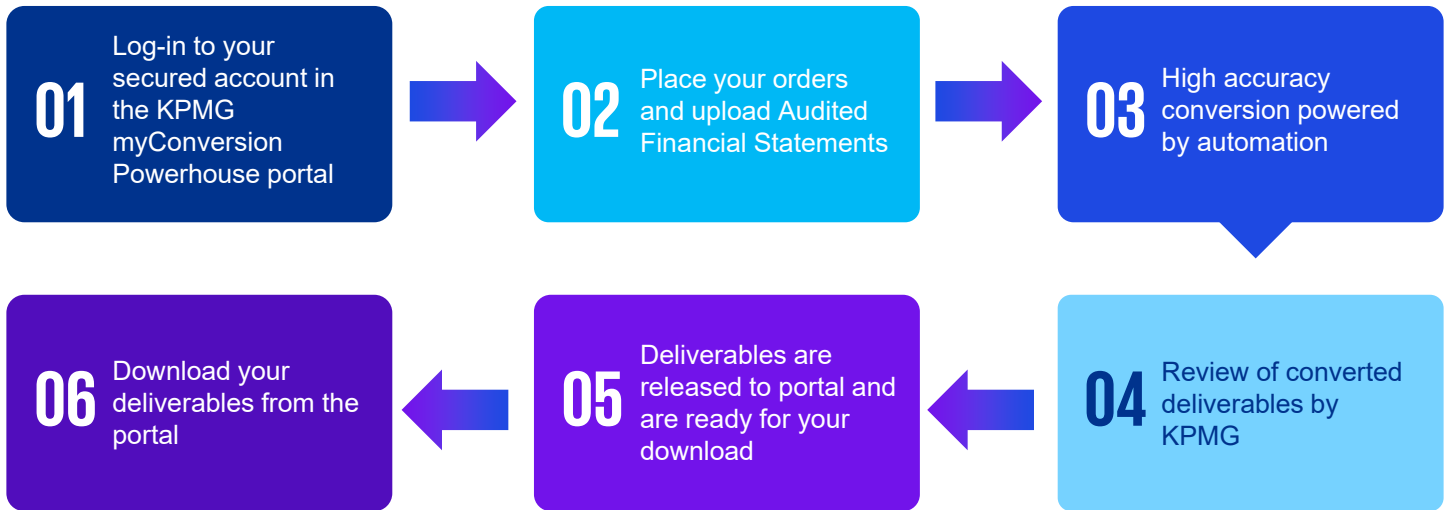 01
Log-in to your
secured account in
the KPMG
myConversion
Powerhouse portal
02
Place your orders
and upload Audited
Financial Statements
03
High accuracy
conversion powered
by automation
04
Review of converted
deliverables by
KPMG
05
Deliverables are
released to portal and
are ready for your
download
06
Download your
deliverables from the
portal